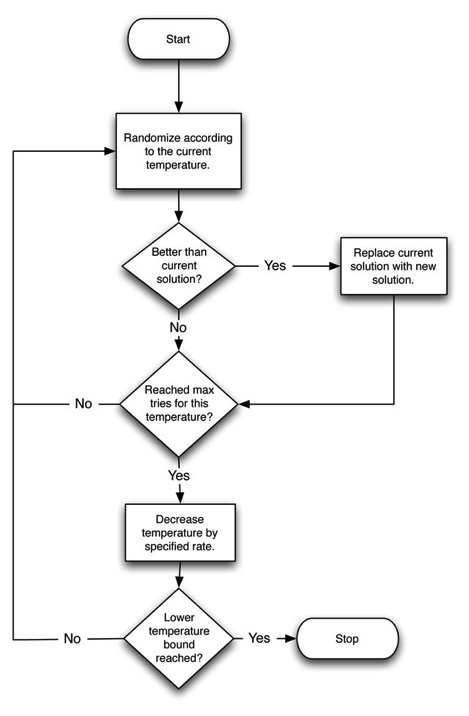 Start
Randomize according
to the current
temperature.
Better than
current
solution?
Yes
Replace current
solution with new
solution.
No
Reached max
tries for this
temperature?
No
Yes
Decrease
temperature by
specified rate.
Lower
temperature
bound
reached?
No
Yes
Stop